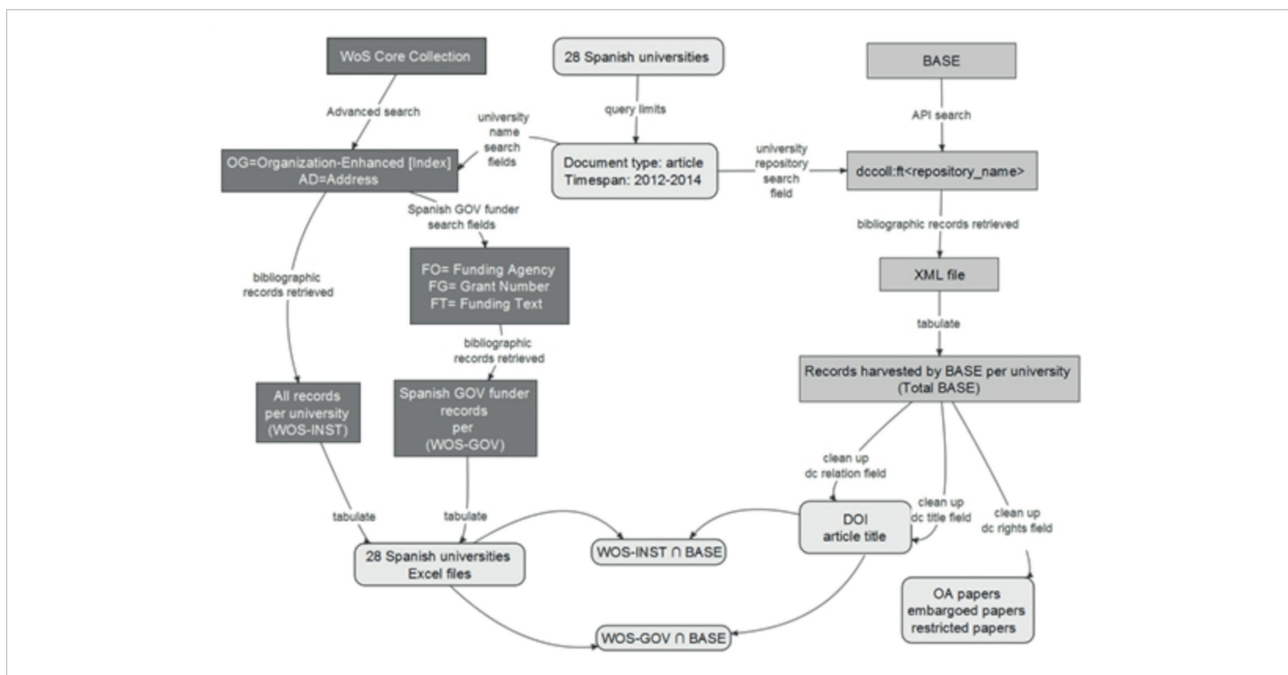 WoS Core Collection
28 Spanish universities
BASE
Advanced search
query limits
API search
university
name
search
fields
OG=Organization-Enhanced [Index]
AD=Address
Document type: article
Timespan: 2012-2014
university
repository
search
field
dccoll:ft<repository_name>
Spanish GOV funder
search fields
bibliographic records retrieved
bibliographic
records retrieved
FO= Funding Agency
FG= Grant Number
FT= Funding Text
XML file
tabulate
bibliographic
records retrieved
Records harvested by BASE per university
(Total BASE)
All records
per university
(WOS-INST)
Spanish GOV funder
records
per
(WOS-GOV)
clean up
dc relation field
clean up
dc title field
clean up
dc rights field
tabulate
tabulate
DOI
article title
28 Spanish universities
Excel files
WOS-INST ∩ BASE
OA papers
embargoed papers
restricted papers
WOS-GOV ∩ BASE